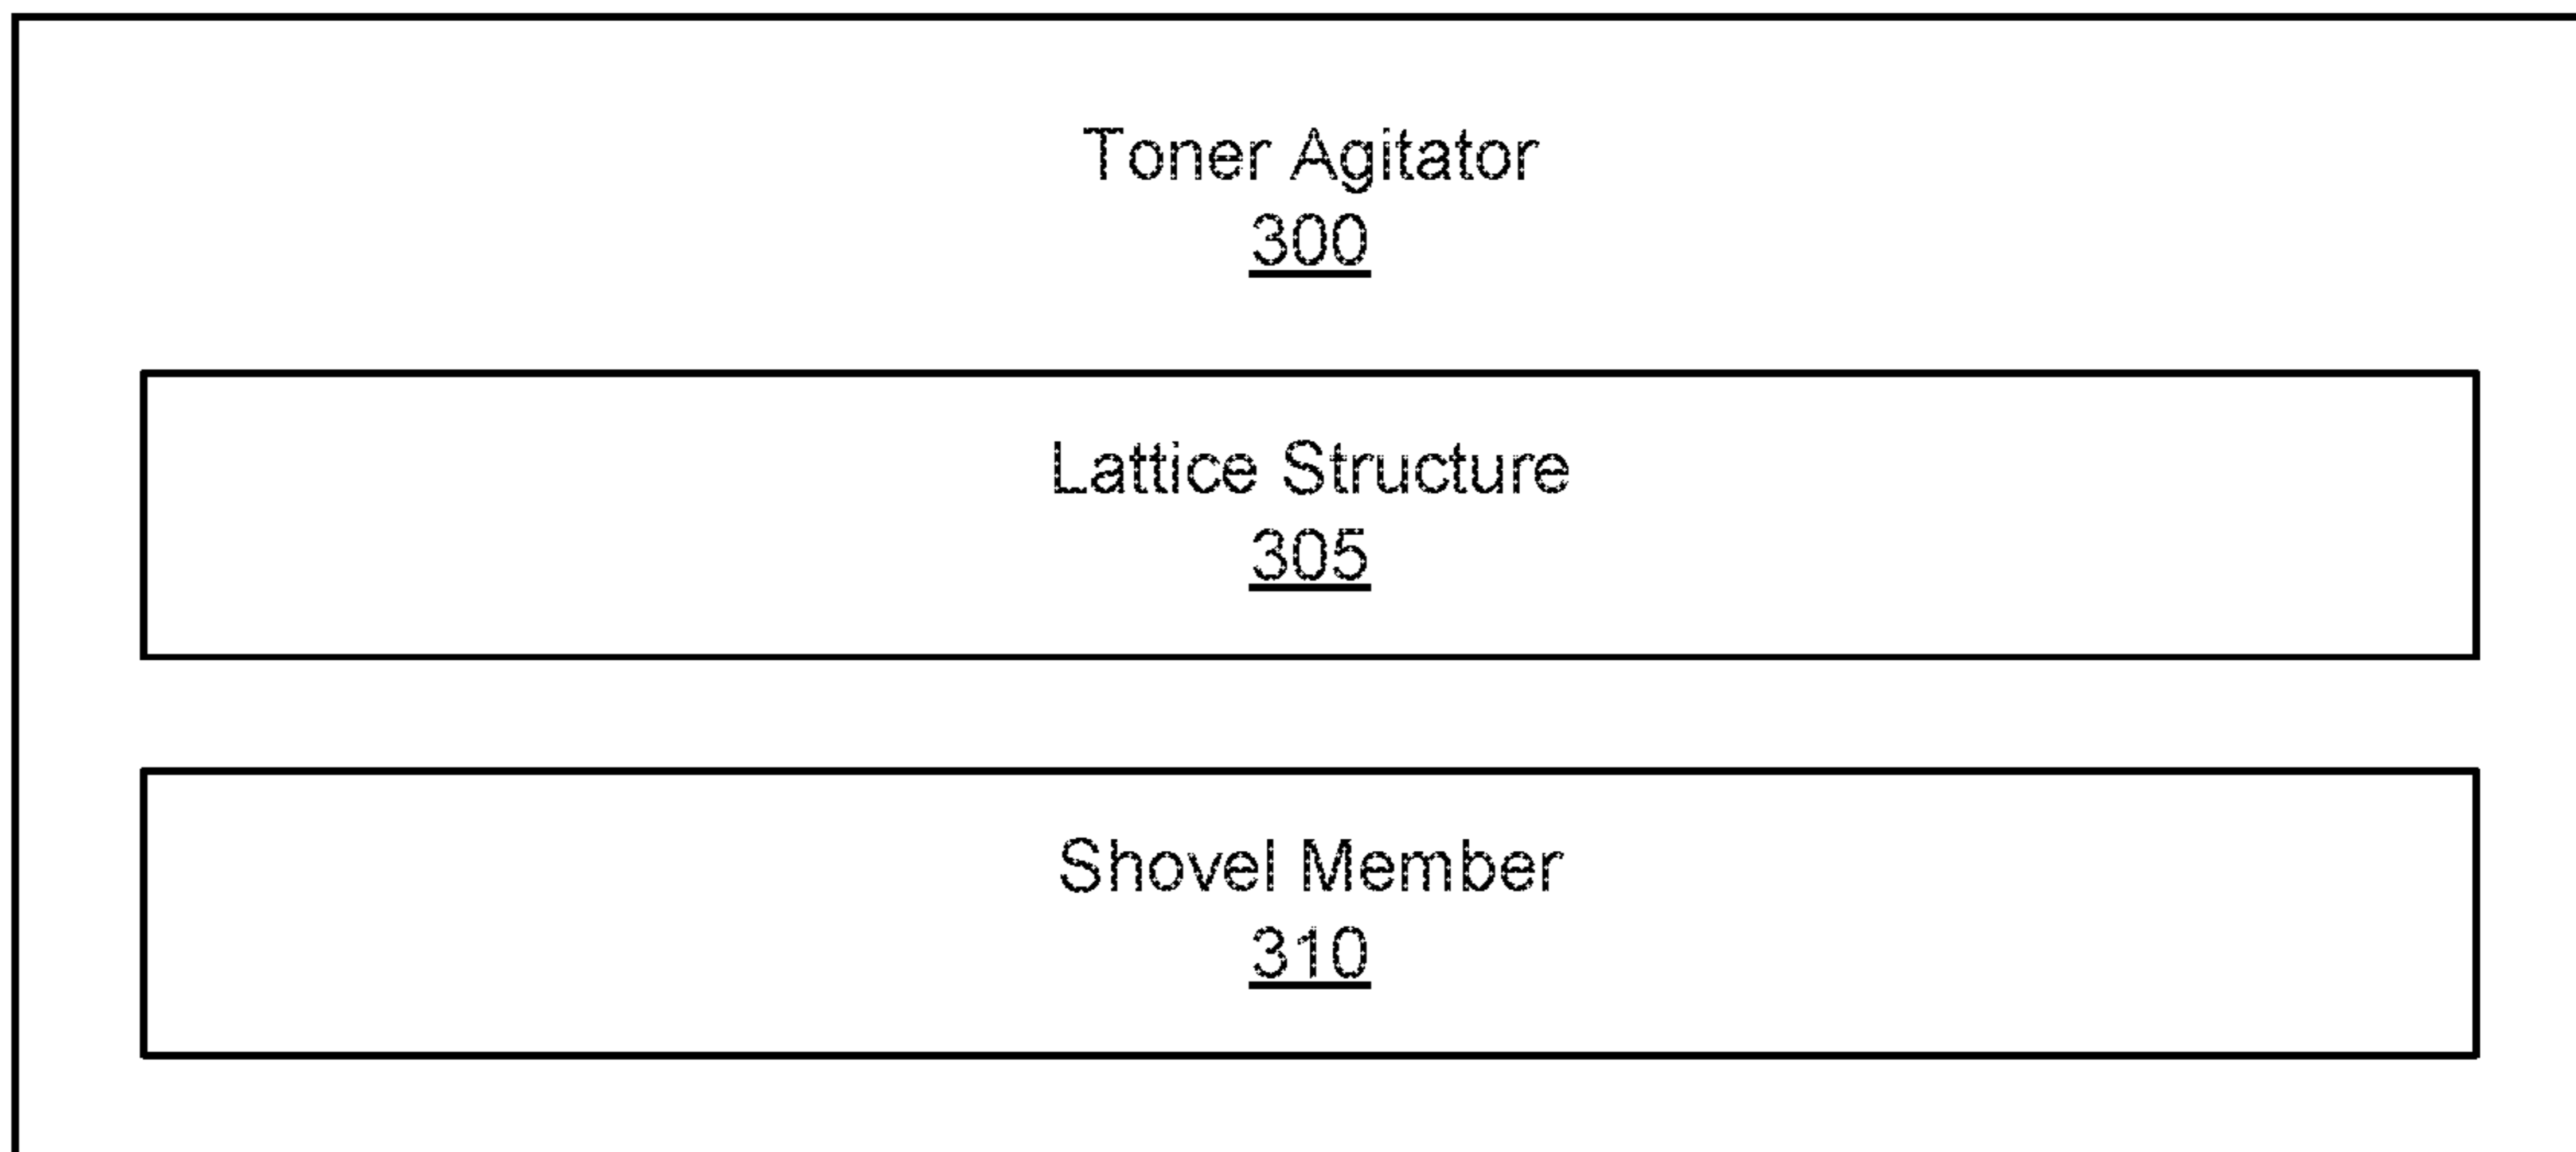 Toner Agitator
300
Lattice Structure
305
Shovel Member
310